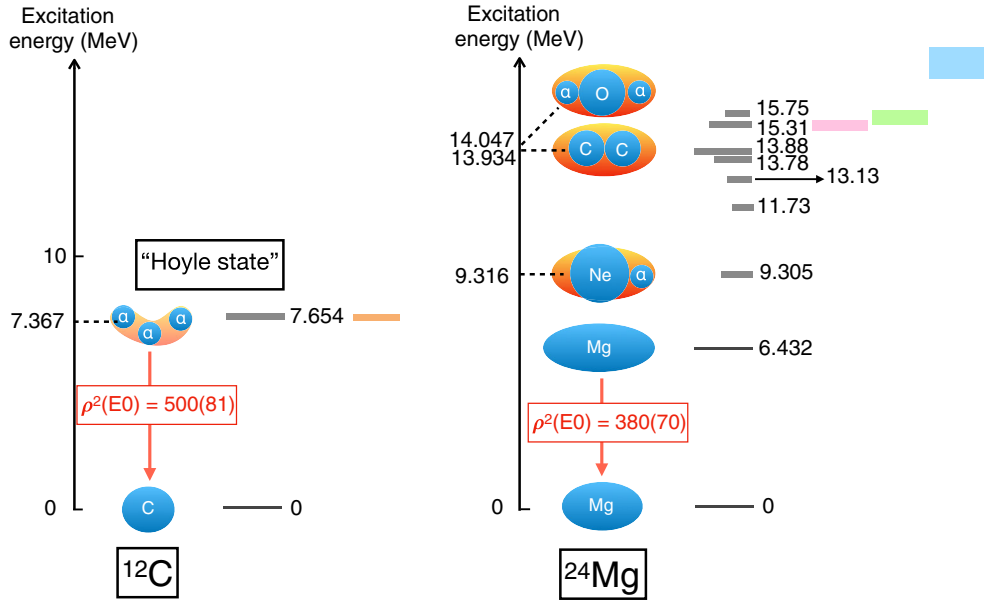 Excitation
energy (MeV)
10
"Hoyle state"
α
α
α
7.367
7.654
ρ²(E0) = 500(81)
0
C
0
¹²C
Excitation
energy (MeV)
α
O
α
14.047
13.934
C
C
15.75
15.31
13.88
13.78
13.13
11.73
9.316
Ne
α
9.305
Mg
6.432
ρ²(E0) = 380(70)
0
Mg
0
²⁴Mg